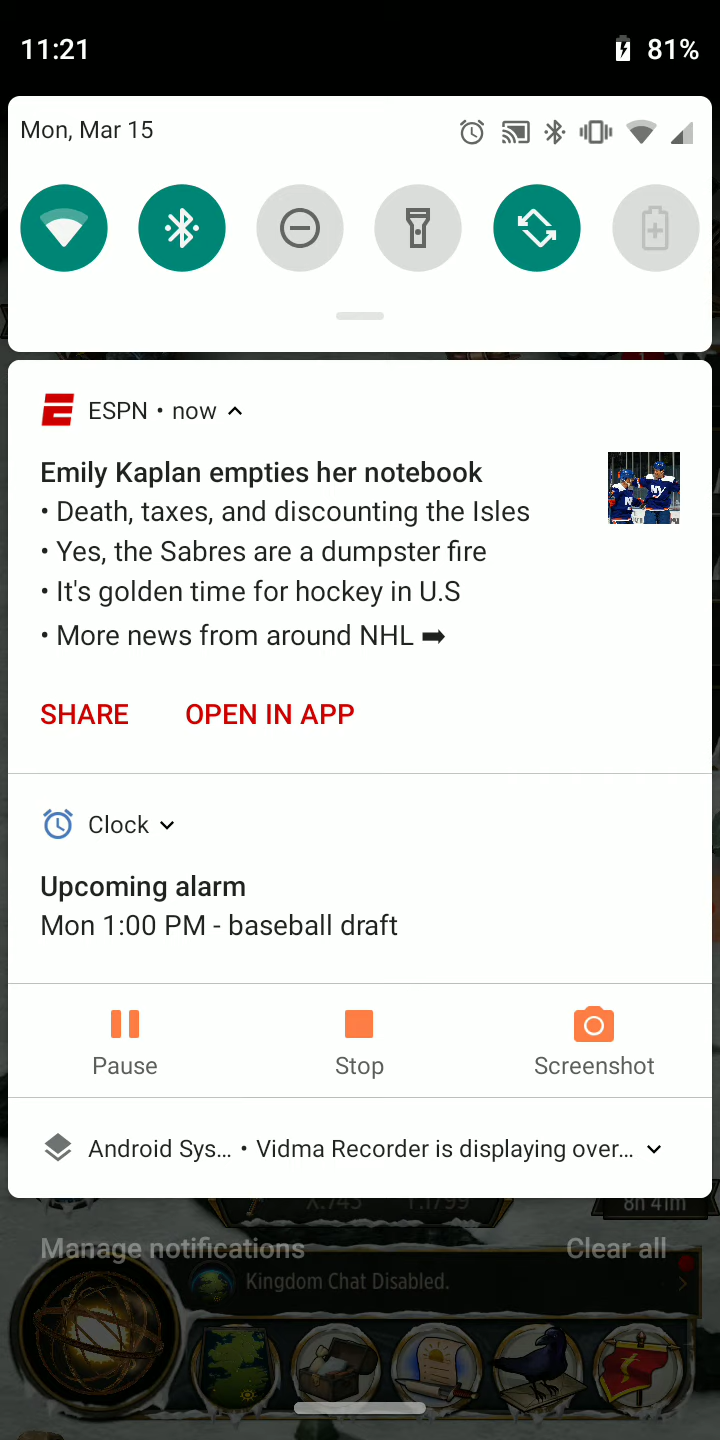 11:21
81%
Mon, Mar 15
ESPN • now
Emily Kaplan empties her notebook
• Death, taxes, and discounting the Isles
• Yes, the Sabres are a dumpster fire
• It's golden time for hockey in U.S
• More news from around NHL ➡
SHARE OPEN IN APP
Clock
Upcoming alarm
Mon 1:00 PM - baseball draft
Pause Stop Screenshot
Android Sys... • Vidma Recorder is displaying over...
8h 41m
Manage notifications Clear all
Kingdom Chat Disabled.